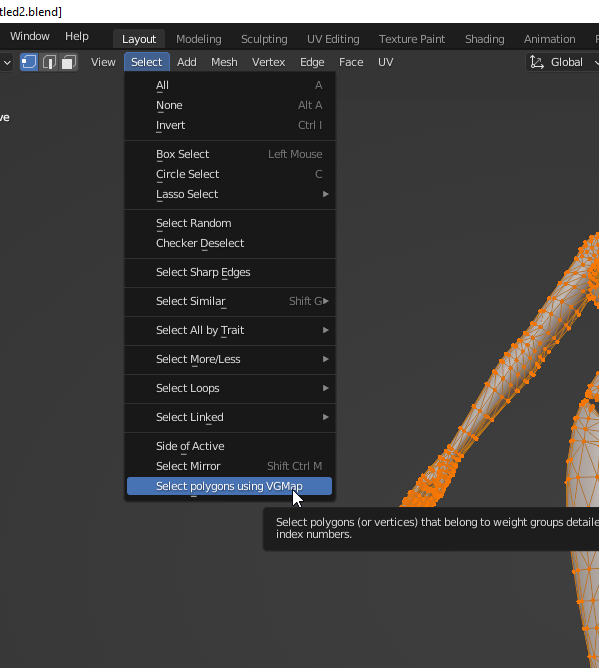 tled2.blend]
Window Help Layout Modeling Sculpting UV Editing Texture Paint Shading Animation
View Select Add Mesh Vertex Edge Face UV Global
ve
All A
None Alt A
Invert Ctrl I
Box Select Left Mouse
Circle Select C
Lasso Select
Select Random
Checker Deselect
Select Sharp Edges
Select Similar Shift G
Select All by Trait
Select More/Less
Select Loops
Select Linked
Side of Active
Select Mirror Shift Ctrl M
Select polygons using VGMap
Select polygons (or vertices) that belong to weight groups detaile
index numbers.